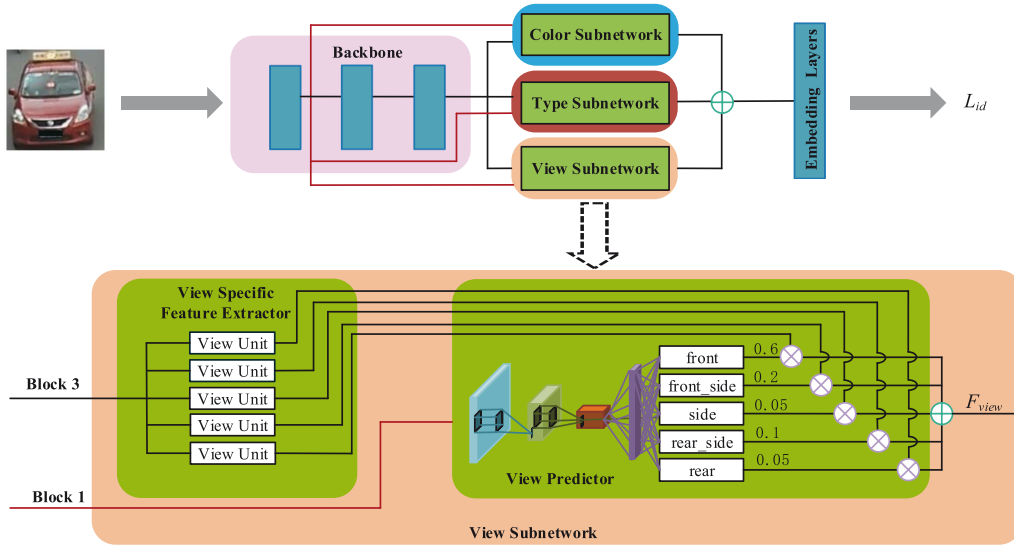 Backbone
Color Subnetwork
Type Subnetwork
View Subnetwork
Embedding Layers
L_id
View Specific
Feature Extractor
View Unit
View Unit
View Unit
View Unit
View Unit
Block 3
Block 1
front
front_side
side
rear_side
rear
0.6
0.2
0.05
0.1
0.05
View Predictor
F_view
View Subnetwork